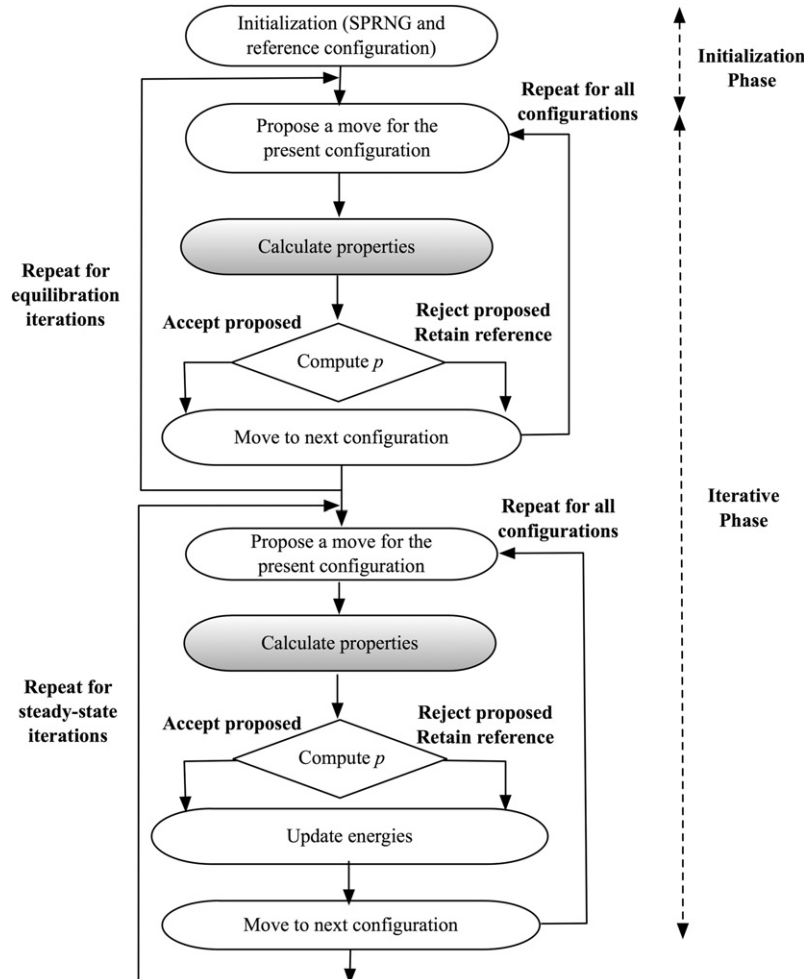 Initialization (SPRNG and
reference configuration)
Initialization
Phase
Repeat for all
configurations
Propose a move for the
present configuration
Calculate properties
Repeat for
equilibration
iterations
Accept proposed
Reject proposed
Retain reference
Compute p
Move to next configuration
Iterative
Phase
Repeat for all
configurations
Propose a move for the
present configuration
Calculate properties
Repeat for
steady-state
iterations
Accept proposed
Reject proposed
Retain reference
Compute p
Update energies
Move to next configuration